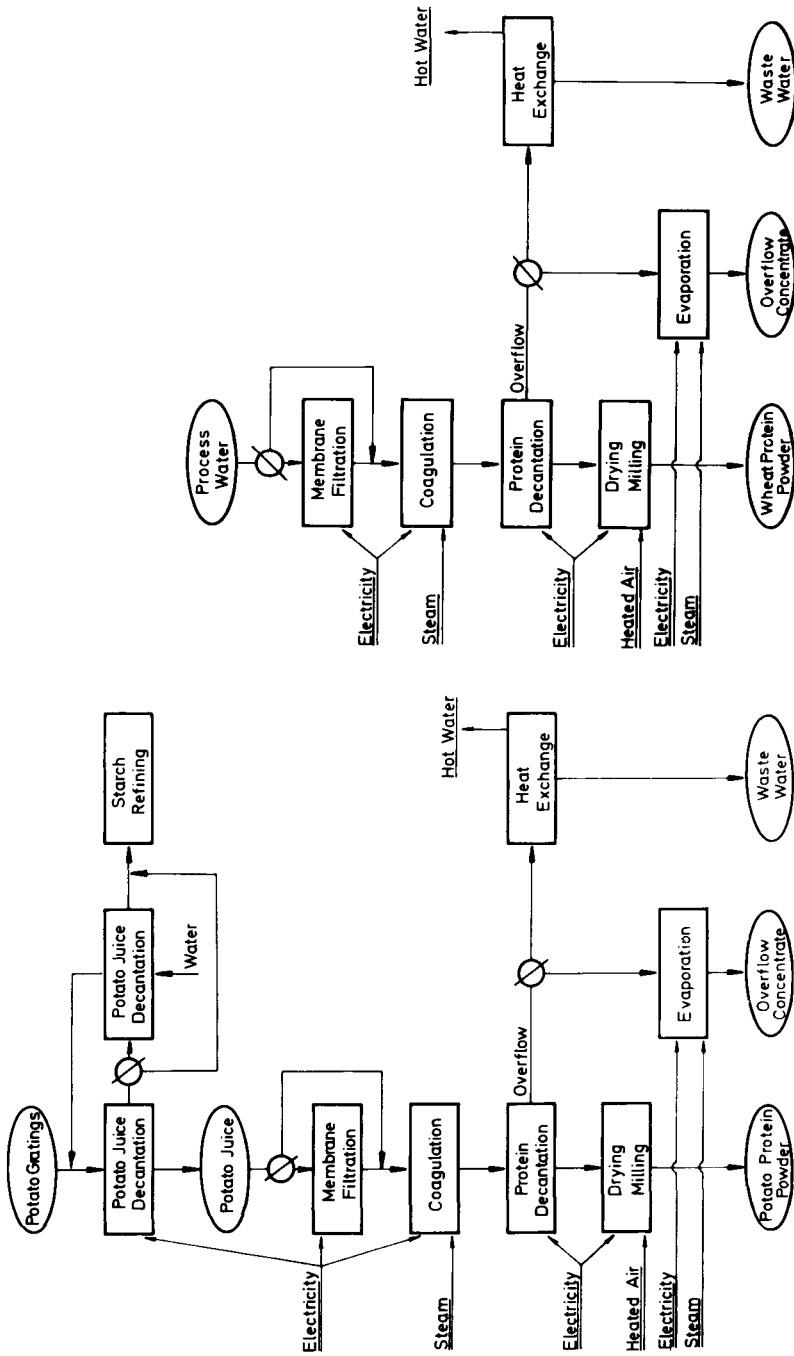 Potato Gratings
Potato Juice
Decantation
Potato Juice
Decantation
Starch
Refining
Water
Potato Juice
Membrane
Filtration
Electricity
Coagulation
Steam
Protein
Decantation
Overflow
Heat
Exchange
Hot Water
Electricity
Drying
Milling
Heated Air
Electricity
Steam
Evaporation
Potato Protein
Powder
Overflow
Concentrate
Waste
Water
Process
Water
Membrane
Filtration
Electricity
Coagulation
Steam
Protein
Decantation
Overflow
Heat
Exchange
Hot Water
Electricity
Drying
Milling
Heated Air
Electricity
Steam
Evaporation
Wheat Protein
Powder
Overflow
Concentrate
Waste
Water